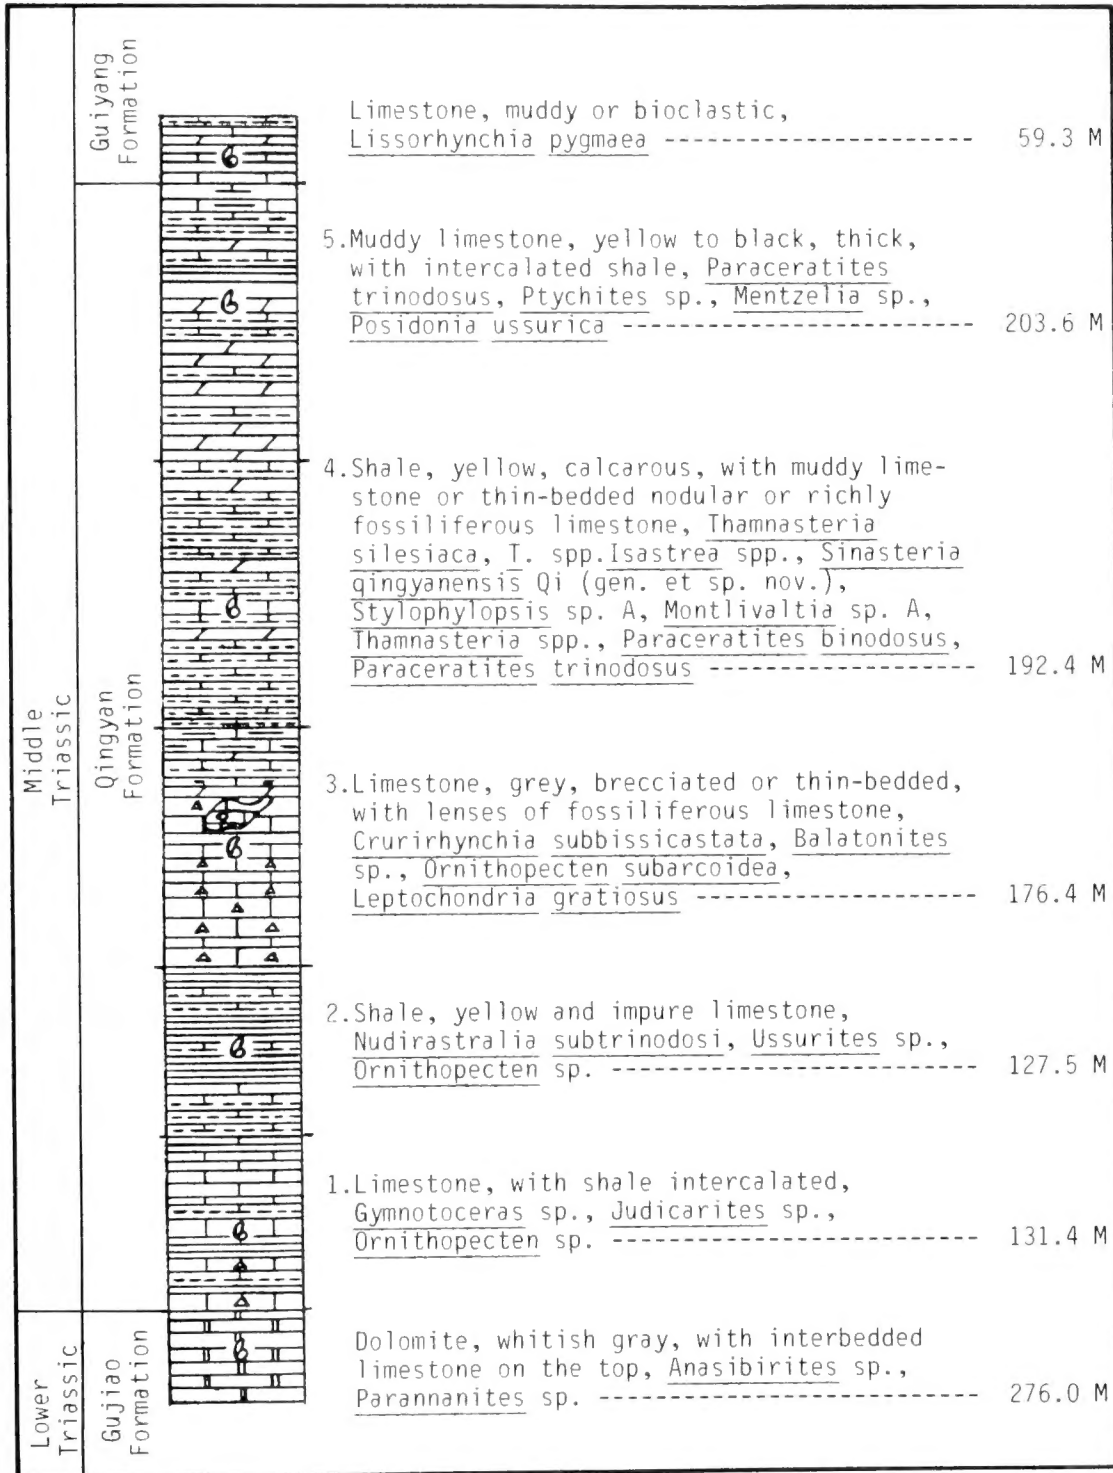 Guiyang
Formation
Limestone, muddy or bioclastic,
Lissorhynchia pygmaea ---------------------- 59.3 M
5.Muddy limestone, yellow to black, thick,
with intercalated shale, Paraceratites
trinodosus, Ptychites sp., Mentzelia sp.,
Posidonia ussurica ------------------------- 203.6 M
4.Shale, yellow, calcarous, with muddy lime-
stone or thin-bedded nodular or richly
fossiliferous limestone, Thamnasteria
silesiaca, T. spp.Isastrea spp., Sinasteria
qingyanensis Qi (gen. et sp. nov.),
Stylophylopsis sp. A, Montlivaltia sp. A,
Thamnasteria spp., Paraceratites binodosus,
Paraceratites trinodosus ------------------- 192.4 M
Middle
Triassic
Qingyan
Formation
3.Limestone, grey, brecciated or thin-bedded,
with lenses of fossiliferous limestone,
Crurirhynchia subbissicastata, Balatonites
sp., Ornithopecten subarcoidea,
Leptochondria gratiosus -------------------- 176.4 M
2.Shale, yellow and impure limestone,
Nudirastralia subtrinodosi, Ussurites sp.,
Ornithopecten sp. -------------------------- 127.5 M
1.Limestone, with shale intercalated,
Gymnotoceras sp., Judicarites sp.,
Ornithopecten sp. -------------------------- 131.4 M
Lower
Triassic
Gujiao
Formation
Dolomite, whitish gray, with interbedded
limestone on the top, Anasibirites sp.,
Parannanites sp. --------------------------- 276.0 M